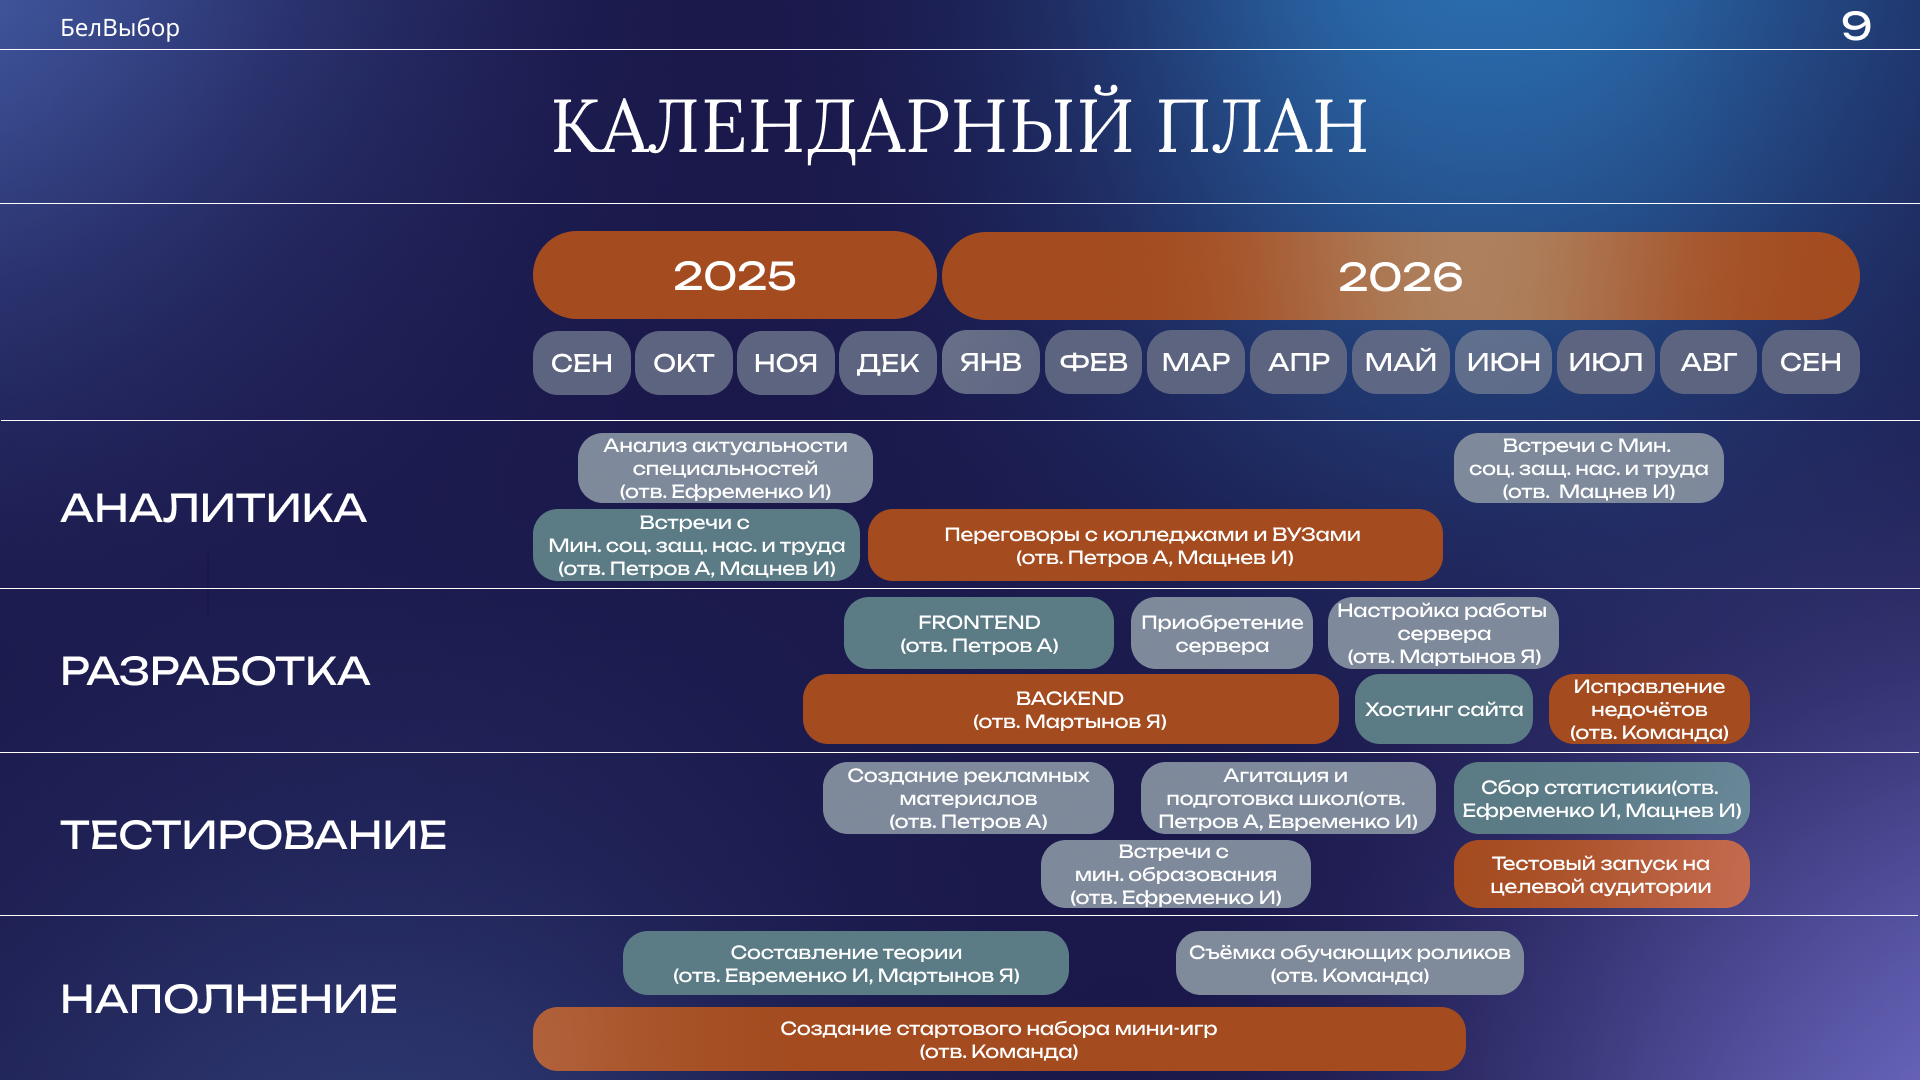 БелВыбор
9
КАЛЕНДАРНЫЙ ПЛАН
2025
2026
СЕН
ОКТ
НОЯ
ДЕК
ЯНВ
ФЕВ
МАР
АПР
МАЙ
ИЮН
ИЮЛ
АВГ
СЕН
АНАЛИТИКА
Анализ актуальности
специальностей
(отв. Ефременко И)
Встречи с Мин.
соц. защ. нас. и труда
(отв. Мацнев И)
Встречи с
Мин. соц. защ. нас. и труда
(отв. Петров А, Мацнев И)
Переговоры с колледжами и ВУЗами
(отв. Петров А, Мацнев И)
РАЗРАБОТКА
FRONTEND
(отв. Петров А)
Приобретение
сервера
Настройка работы
сервера
(отв. Мартынов Я)
BACKEND
(отв. Мартынов Я)
Хостинг сайта
Исправление
недочётов
(отв. Команда)
ТЕСТИРОВАНИЕ
Создание рекламных
материалов
(отв. Петров А)
Агитация и
подготовка школ(отв.
Петров А, Евременко И)
Сбор статистики(отв.
Ефременко И, Мацнев И)
Встречи с
мин. образования
(отв. Ефременко И)
Тестовый запуск на
целевой аудитории
НАПОЛНЕНИЕ
Составление теории
(отв. Евременко И, Мартынов Я)
Съёмка обучающих роликов
(отв. Команда)
Создание стартового набора мини-игр
(отв. Команда)